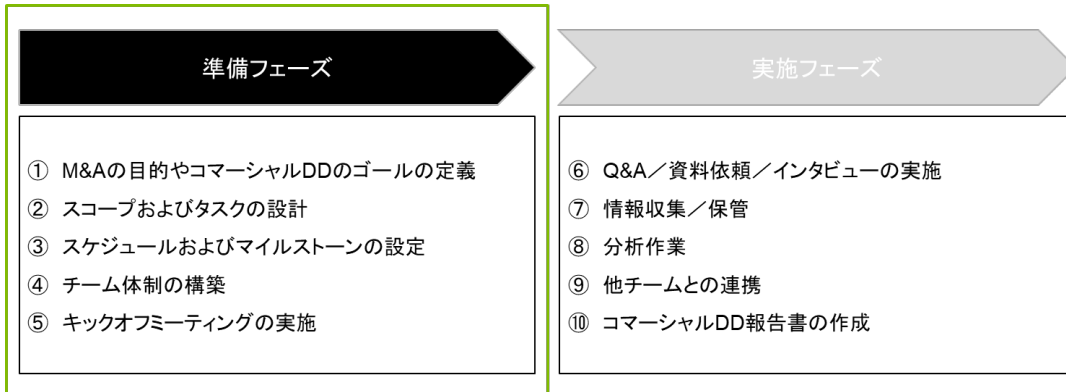 準備フェーズ
① M&Aの目的やコマーシャルDDのゴールの定義
② スコープおよびタスクの設計
③ スケジュールおよびマイルストーンの設定
④ チーム体制の構築
⑤ キックオフミーティングの実施
実施フェーズ
⑥ Q&A／資料依頼／インタビューの実施
⑦ 情報収集／保管
⑧ 分析作業
⑨ 他チームとの連携
⑩ コマーシャルDD報告書の作成